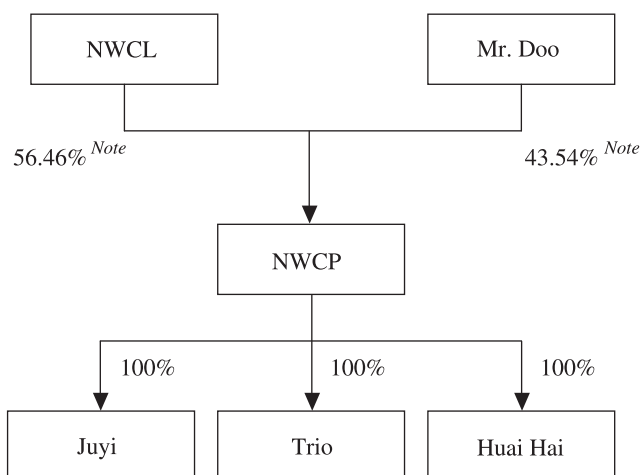 NWCL
Mr. Doo
56.46% Note
43.54% Note
NWCP
100%
100%
100%
Juyi
Trio
Huai Hai